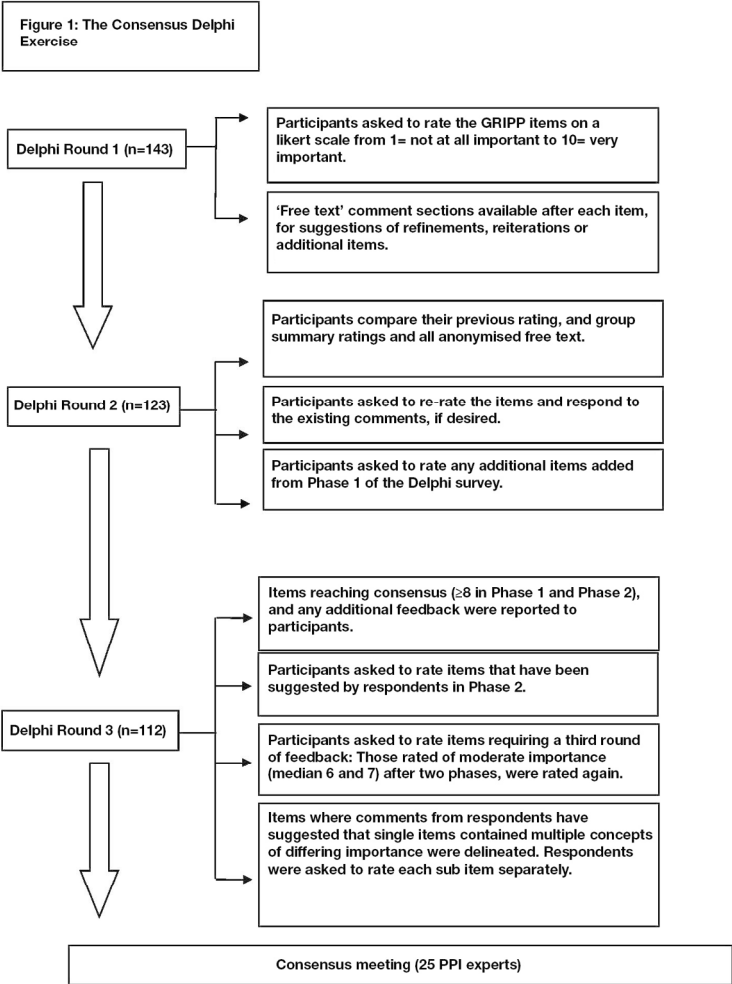 Figure 1: The Consensus Delphi
Exercise
Delphi Round 1 (n=143)
Participants asked to rate the GRIPP items on a
likert scale from 1= not at all important to 10= very
important.
‘Free text’ comment sections available after each item,
for suggestions of refinements, reiterations or
additional items.
Delphi Round 2 (n=123)
Participants compare their previous rating, and group
summary ratings and all anonymised free text.
Participants asked to re-rate the items and respond to
the existing comments, if desired.
Participants asked to rate any additional items added
from Phase 1 of the Delphi survey.
Delphi Round 3 (n=112)
Items reaching consensus (≥8 in Phase 1 and Phase 2),
and any additional feedback were reported to
participants.
Participants asked to rate items that have been
suggested by respondents in Phase 2.
Participants asked to rate items requiring a third round
of feedback: Those rated of moderate importance
(median 6 and 7) after two phases, were rated again.
Items where comments from respondents have
suggested that single items contained multiple concepts
of differing importance were delineated. Respondents
were asked to rate each sub item separately.
Consensus meeting (25 PPI experts)